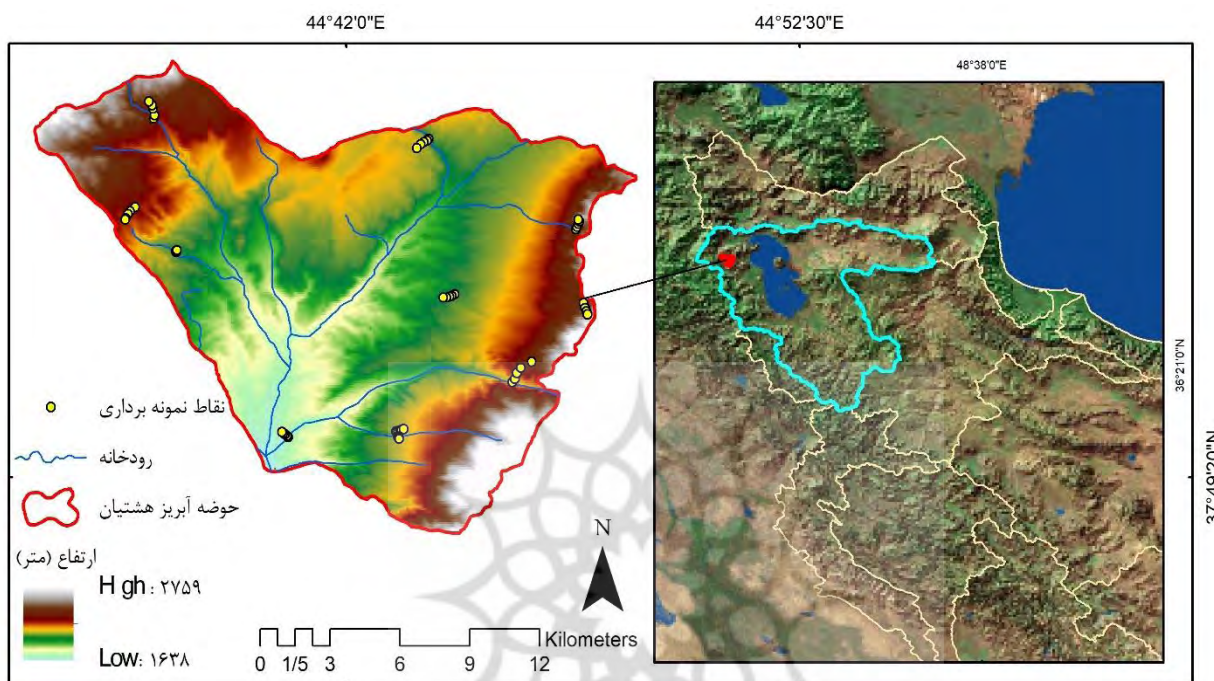 44°42'0"E
44°52'30"E
48°38'0"E
36°21'0"N
37°49'20"N
نقاط نمونه برداری
رودخانه
حوضه آبریز هشتیان
ارتفاع (متر)
H gh : ۲۷۵۹
Low: ۱۶۳۸
N
Kilometers
0 1/5 3 6 9 12